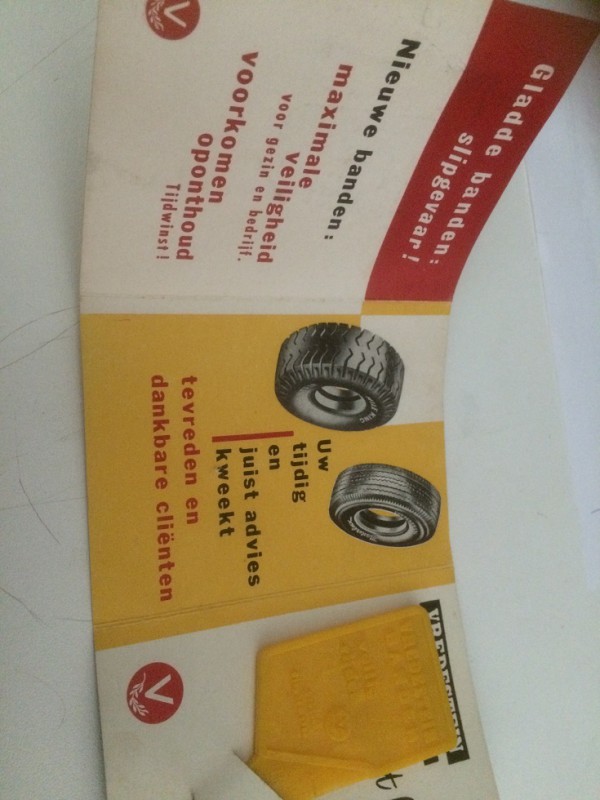 Gladde banden:
slipgevaar!
Nieuwe banden:
maximale
veiligheid
voor gezin en bedrijf.
voorkomen
oponthoud
Tijdwinst!
V
Uw
tijdig
en
juist advies
kweekt
tevreden en
dankbare cliënten
VREDESTEIN
V